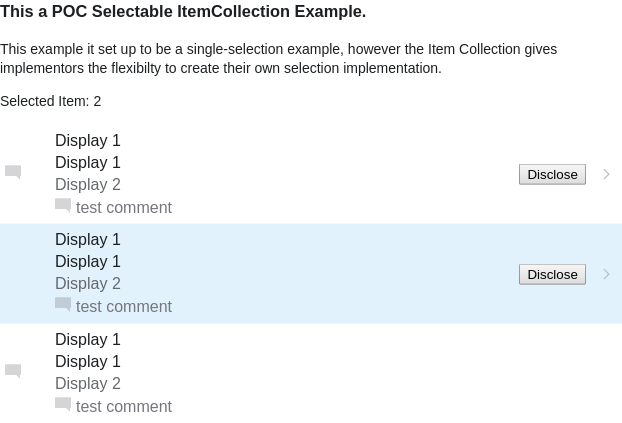 This a POC Selectable ItemCollection Example.
This example it set up to be a single-selection example, however the Item Collection gives
implementors the flexibilty to create their own selection implementation.
Selected Item: 2
Display 1
Display 1
Display 2
test comment
Disclose
Display 1
Display 1
Display 2
test comment
Disclose
Display 1
Display 1
Display 2
test comment